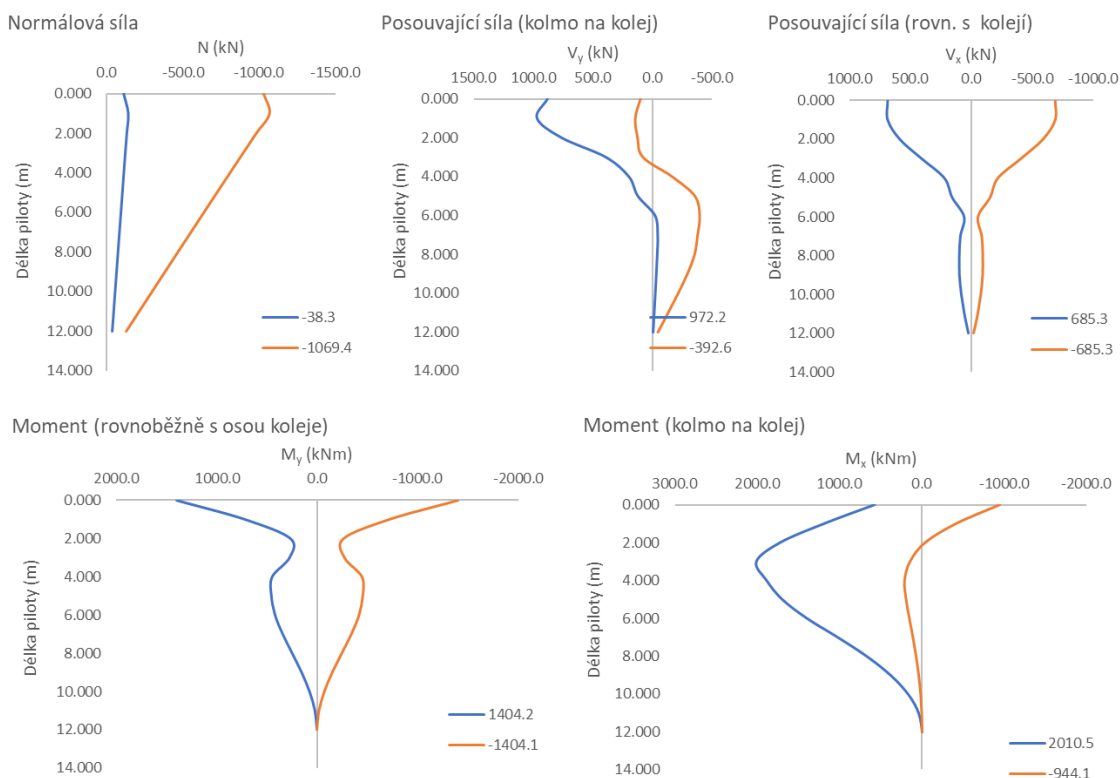 Normálová síla
N (kN)
0.0 -500.0 -1000.0 -1500.0
0.000
2.000
4.000
6.000
8.000
10.000
12.000
14.000
Délka piloty (m)
-38.3
-1069.4
Posouvající síla (kolmo na kolej)
Vy (kN)
1500.0 1000.0 500.0 0.0 -500.0
0.000
2.000
4.000
6.000
8.000
10.000
12.000
14.000
Délka piloty (m)
972.2
-392.6
Posouvající síla (rovn. s kolejí)
Vx (kN)
1000.0 500.0 0.0 -500.0 -1000.0
0.000
2.000
4.000
6.000
8.000
10.000
12.000
14.000
Délka piloty (m)
685.3
-685.3
Moment (rovnoběžně s osou koleje)
My (kNm)
2000.0 1000.0 0.0 -1000.0 -2000.0
0.000
2.000
4.000
6.000
8.000
10.000
12.000
14.000
Délka piloty (m)
1404.2
-1404.1
Moment (kolmo na kolej)
Mx (kNm)
3000.0 2000.0 1000.0 0.0 -1000.0 -2000.0
0.000
2.000
4.000
6.000
8.000
10.000
12.000
14.000
Délka piloty (m)
2010.5
-944.1